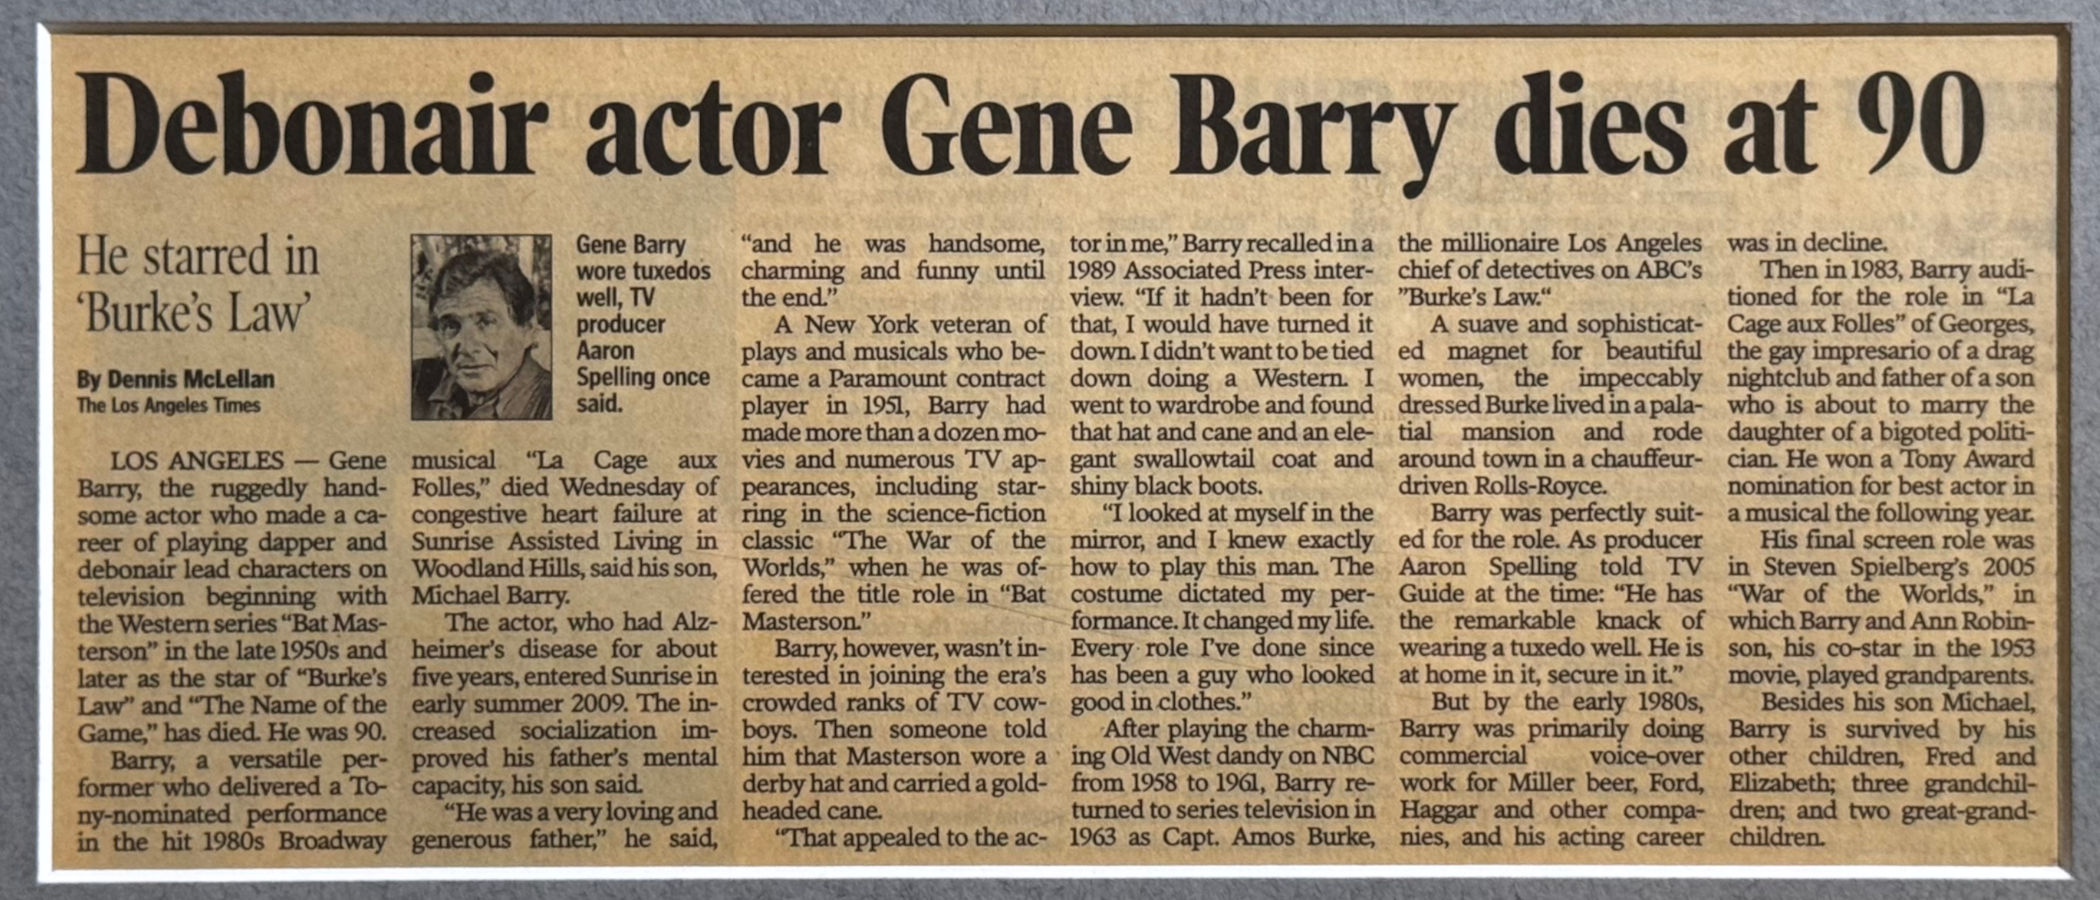 Debonair actor Gene Barry dies at 90
He starred in
‘Burke’s Law’
By Dennis McLellan
The Los Angeles Times
Gene Barry
wore tuxedos
well, TV
producer
Aaron
Spelling once
said.
LOS ANGELES — Gene
Barry, the ruggedly hand-
some actor who made a ca-
reer of playing dapper and
debonair lead characters on
television beginning with
the Western series “Bat Mas-
terson” in the late 1950s and
later as the star of “Burke’s
Law” and “The Name of the
Game,” has died. He was 90.
Barry, a versatile per-
former who delivered a To-
ny-nominated performance
in the hit 1980s Broadway
musical “La Cage aux
Folles,” died Wednesday of
congestive heart failure at
Sunrise Assisted Living in
Woodland Hills, said his son,
Michael Barry.
The actor, who had Alz-
heimer’s disease for about
five years, entered Sunrise in
early summer 2009. The in-
creased socialization im-
proved his father’s mental
capacity, his son said.
“He was a very loving and
generous father,” he said,
“and he was handsome,
charming and funny until
the end.”
A New York veteran of
plays and musicals who be-
came a Paramount contract
player in 1951, Barry had
made more than a dozen mo-
vies and numerous TV ap-
pearances, including star-
ring in the science-fiction
classic “The War of the
Worlds,” when he was of-
fered the title role in “Bat
Masterson.”
Barry, however, wasn’t in-
terested in joining the era’s
crowded ranks of TV cow-
boys. Then someone told
him that Masterson wore a
derby hat and carried a gold-
headed cane.
“That appealed to the ac-
tor in me,” Barry recalled in a
1989 Associated Press inter-
view. “If it hadn’t been for
that, I would have turned it
down. I didn’t want to be tied
down doing a Western. I
went to wardrobe and found
that hat and cane and an ele-
gant swallowtail coat and
shiny black boots.
“I looked at myself in the
mirror, and I knew exactly
how to play this man. The
costume dictated my per-
formance. It changed my life.
Every role I’ve done since
has been a guy who looked
good in clothes.”
After playing the charm-
ing Old West dandy on NBC
from 1958 to 1961, Barry re-
turned to series television in
1963 as Capt. Amos Burke,
the millionaire Los Angeles
chief of detectives on ABC’s
”Burke’s Law.“
A suave and sophisticat-
ed magnet for beautiful
women, the impeccably
dressed Burke lived in a pala-
tial mansion and rode
around town in a chauffeur-
driven Rolls-Royce.
Barry was perfectly suit-
ed for the role. As producer
Aaron Spelling told TV
Guide at the time: “He has
the remarkable knack of
wearing a tuxedo well. He is
at home in it, secure in it.”
But by the early 1980s,
Barry was primarily doing
commercial voice-over
work for Miller beer, Ford,
Haggar and other compa-
nies, and his acting career
was in decline.
Then in 1983, Barry audi-
tioned for the role in “La
Cage aux Folles” of Georges,
the gay impresario of a drag
nightclub and father of a son
who is about to marry the
daughter of a bigoted politi-
cian. He won a Tony Award
nomination for best actor in
a musical the following year.
His final screen role was
in Steven Spielberg’s 2005
“War of the Worlds,” in
which Barry and Ann Robin-
son, his co-star in the 1953
movie, played grandparents.
Besides his son Michael,
Barry is survived by his
other children, Fred and
Elizabeth; three grandchil-
dren; and two great-grand-
children.